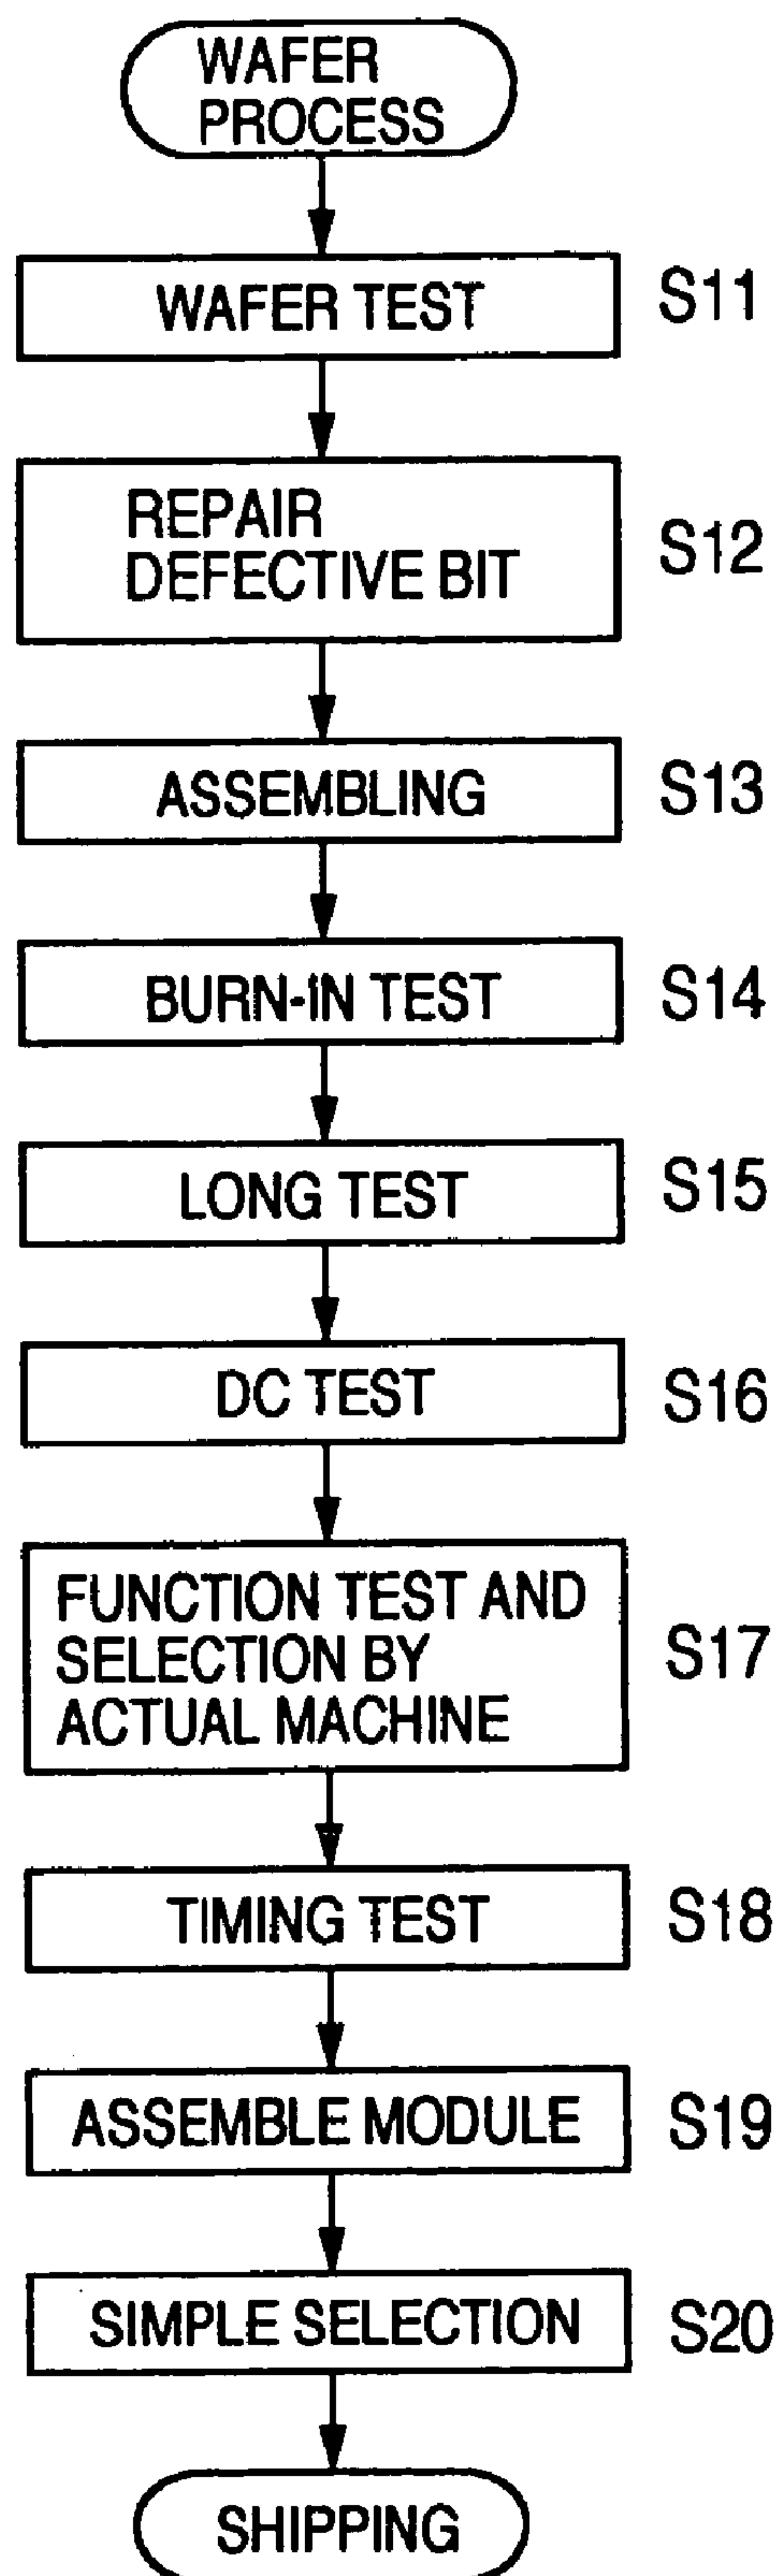 WAFER
PROCESS
WAFER TEST
S11
REPAIR
DEFECTIVE BIT
S12
ASSEMBLING
S13
BURN-IN TEST
S14
LONG TEST
S15
DC TEST
S16
FUNCTION TEST AND
SELECTION BY
ACTUAL MACHINE
S17
TIMING TEST
S18
ASSEMBLE MODULE
S19
SIMPLE SELECTION
S20
SHIPPING